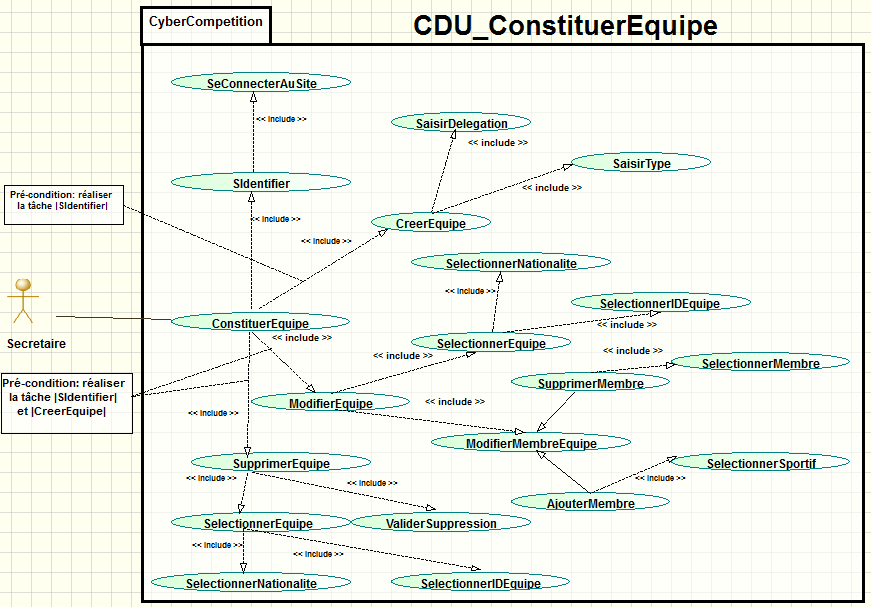 CyberCompetition
CDU_ConstituerEquipe
SeConnecterAuSite
<< include >>
SaisirDelegation
<< include >>
SaisirType
SIdentifier
<< include >>
Pré-condition: réaliser
la tâche |SIdentifier|
<< include >>
CreerEquipe
<< include >>
SelectionnerNationalite
<< include >>
SelectionnerIDEquipe
ConstituerEquipe
<< include >>
Secretaire
<< include >>
SelectionnerEquipe
<< include >>
<< include >>
SelectionnerMembre
Pré-condition: réaliser
la tâche |SIdentifier|
et |CreerEquipe|
SupprimerMembre
ModifierEquipe
<< include >>
<< include >>
ModifierMembreEquipe
SupprimerEquipe
SelectionnerSportif
<< include >>
<< include >>
<< include >>
AjouterMembre
SelectionnerEquipe
ValiderSuppression
<< include >>
<< include >>
SelectionnerNationalite
SelectionnerIDEquipe